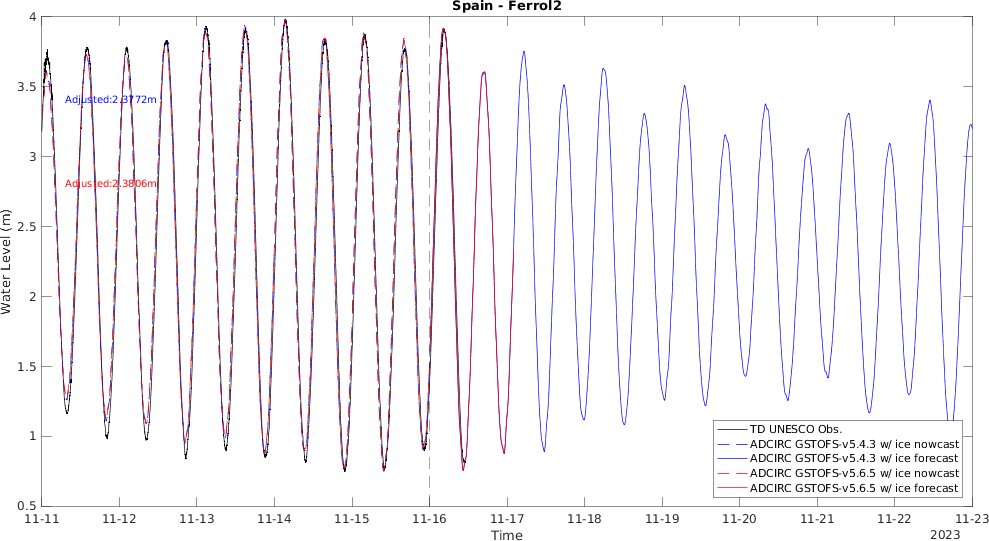 Spain - Ferrol2
4
3.5
3
2.5
2
1.5
1
0.5
Water Level (m)
Adjusted:2.3772m
Adjusted:2.3806m
TD UNESCO Obs.
ADCIRC GSTOFS-v5.4.3 w/ ice nowcast
ADCIRC GSTOFS-v5.4.3 w/ ice forecast
ADCIRC GSTOFS-v5.6.5 w/ ice nowcast
ADCIRC GSTOFS-v5.6.5 w/ ice forecast
11-11 11-12 11-13 11-14 11-15 11-16 11-17 11-18 11-19 11-20 11-21 11-22 11-23
Time
2023